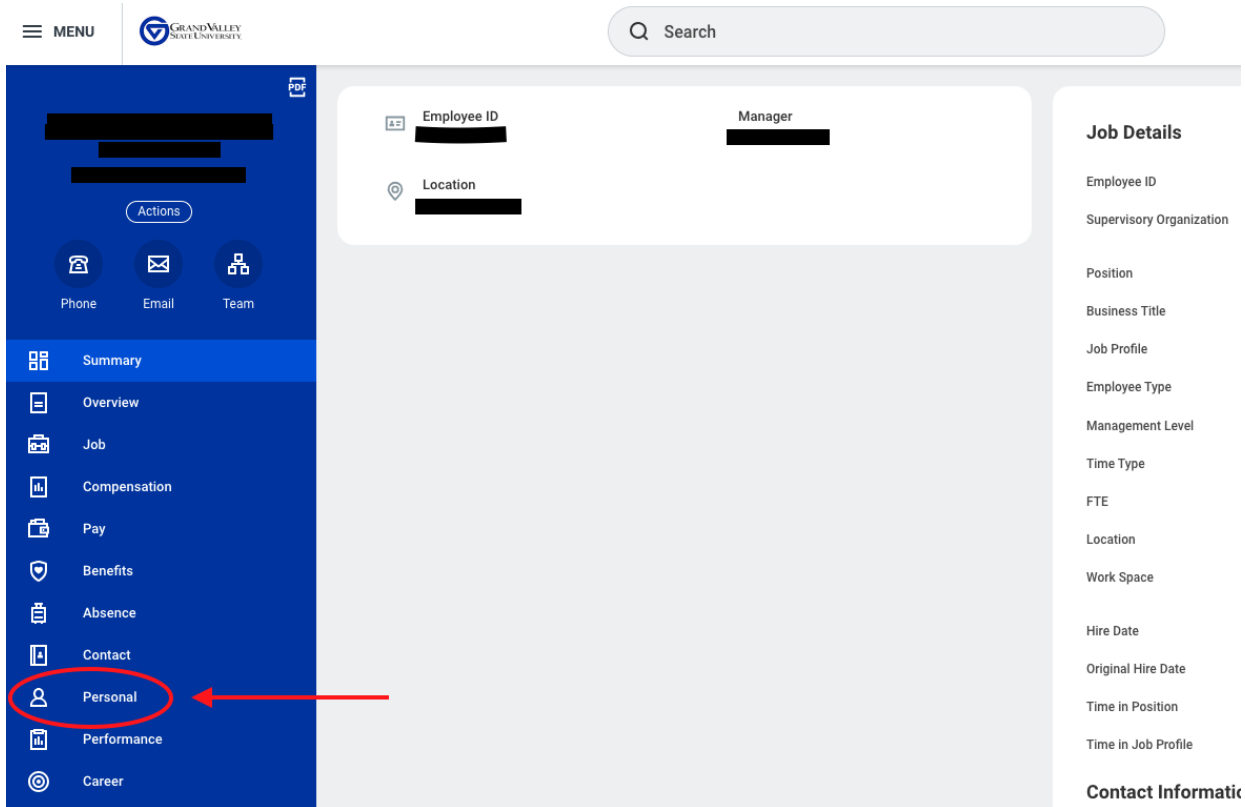 MENU
GRAND VALLEY
STATE UNIVERSITY
Search
PDF
Actions
Phone
Email
Team
Summary
Overview
Job
Compensation
Pay
Benefits
Absence
Contact
Personal
Performance
Career
Employee ID
Manager
Location
Job Details
Employee ID
Supervisory Organization
Position
Business Title
Job Profile
Employee Type
Management Level
Time Type
FTE
Location
Work Space
Hire Date
Original Hire Date
Time in Position
Time in Job Profile
Contact Informatio